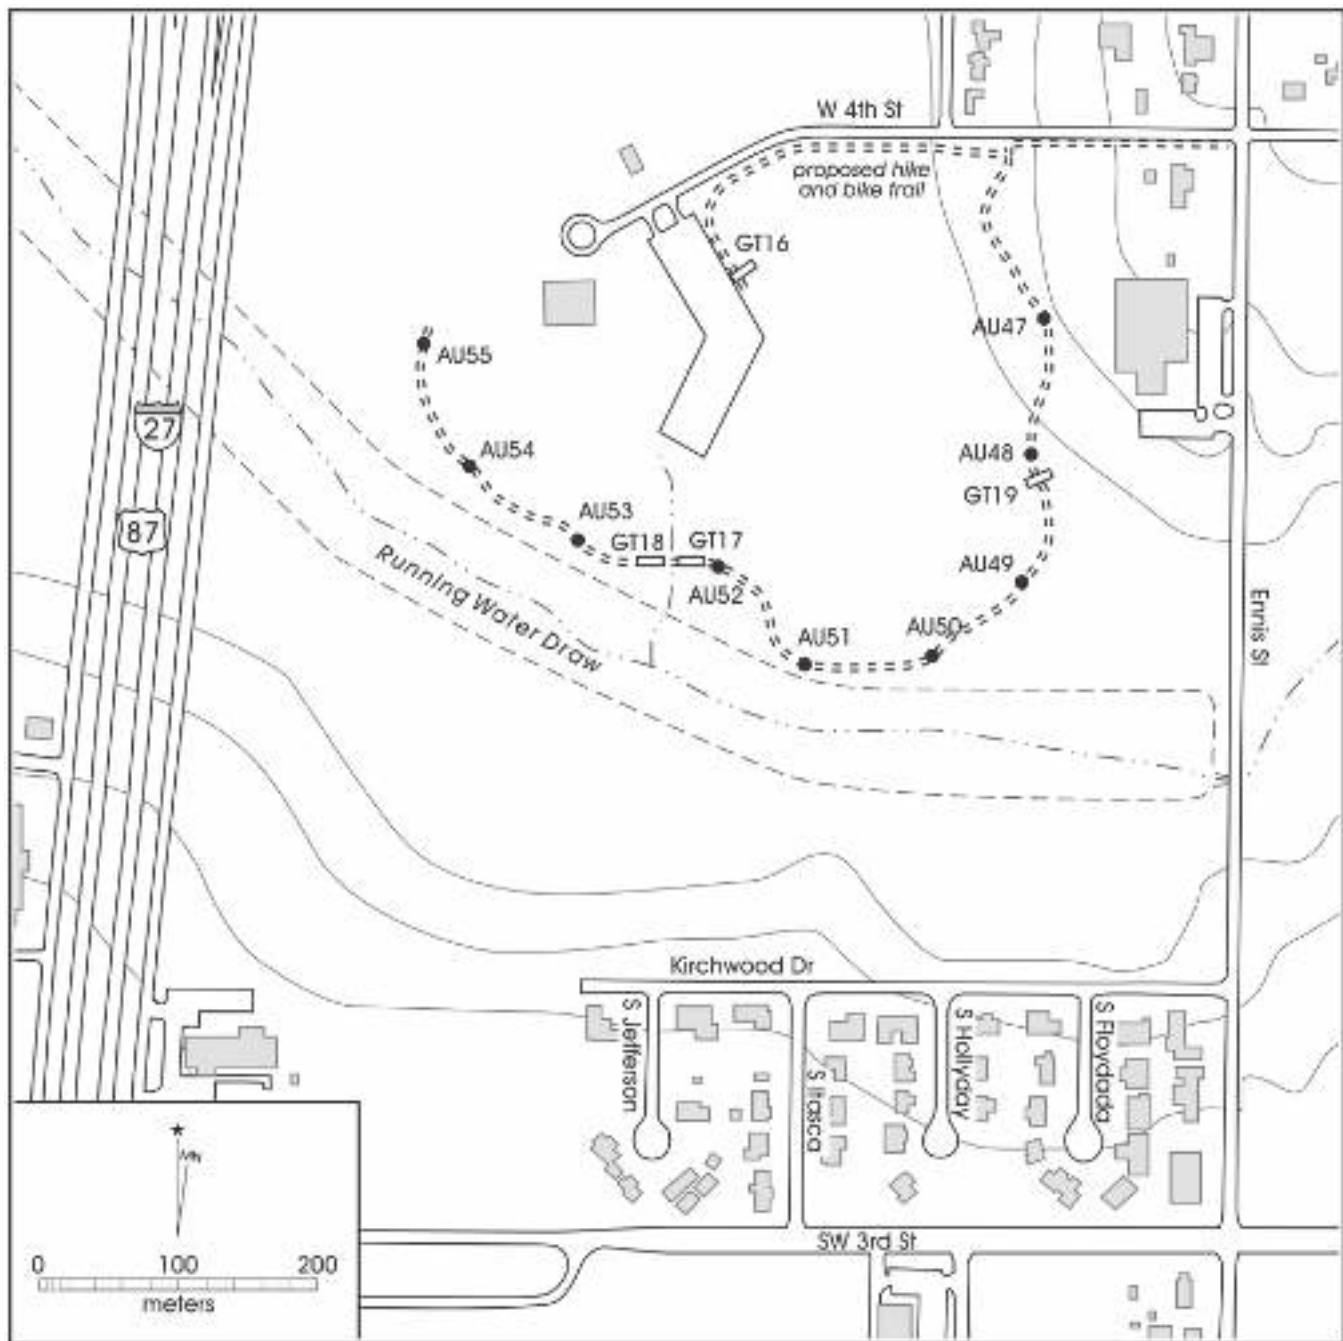 W 4th St
proposed hike
and bike trail
GT16
AU47
AU55
27
AU54
AU48
GT19
87
AU53
GT18
GT17
Running Water Draw
AU52
AU49
Ennis St
AU51
AU50
Kirchwood Dr
S Jefferson
S Itasca
S Hollyday
S Floydada
MN
SW 3rd St
0 100 200
meters